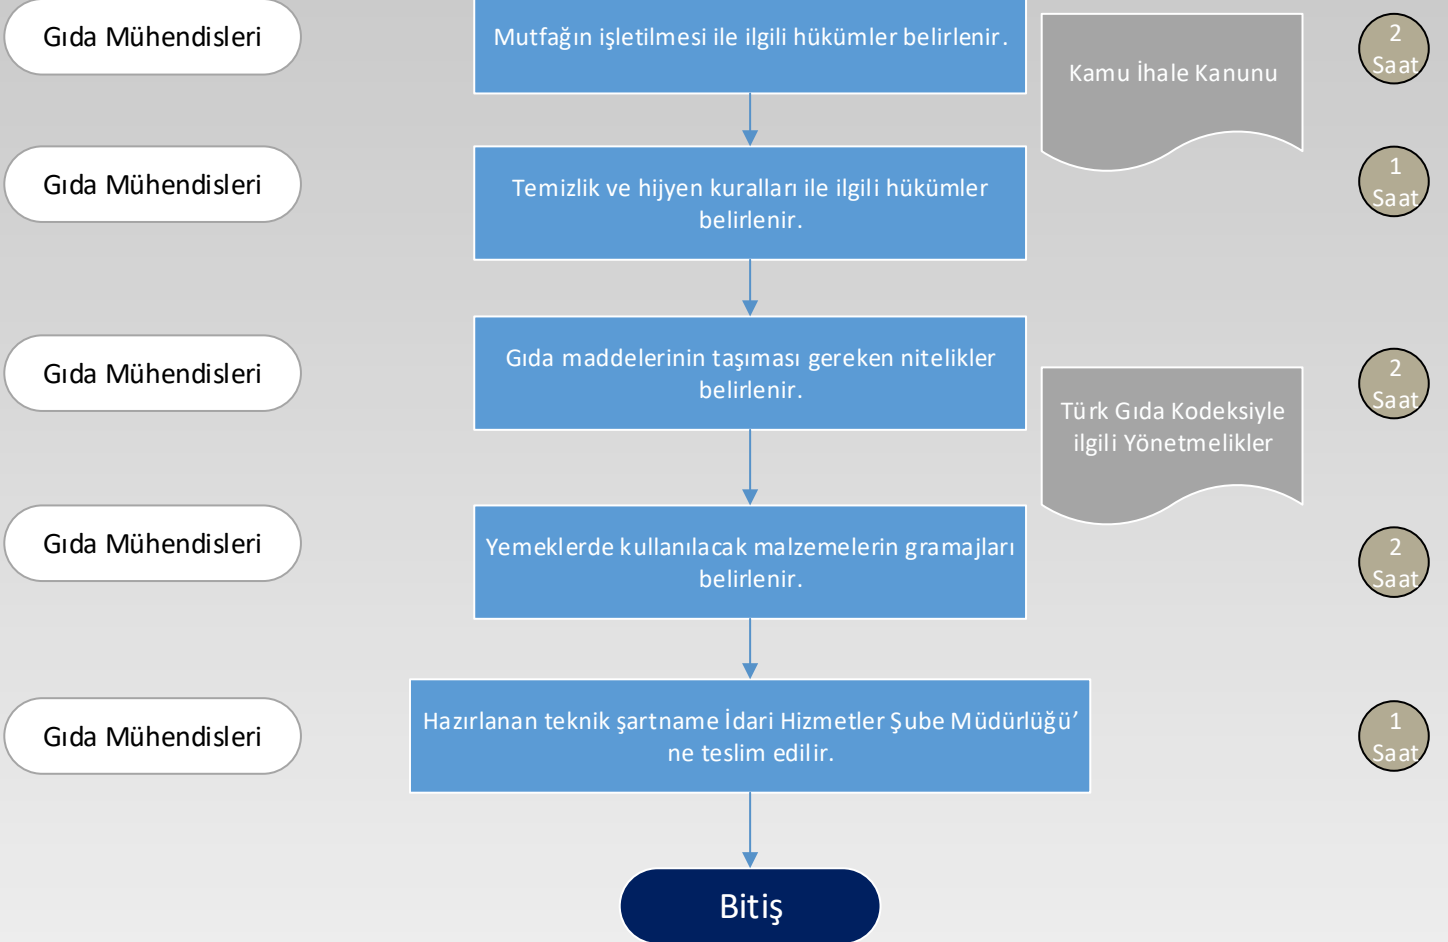 Gıda Mühendisleri
Mutfağın işletilmesi ile ilgili hükümler belirlenir.
Kamu İhale Kanunu
2
Saat
Gıda Mühendisleri
Temizlik ve hijyen kuralları ile ilgili hükümler
belirlenir.
1
Saat
Gıda Mühendisleri
Gıda maddelerinin taşıması gereken nitelikler
belirlenir.
Türk Gıda Kodeksiyle
ilgili Yönetmelikler
2
Saat
Gıda Mühendisleri
Yemeklerde kullanılacak malzemelerin gramajları
belirlenir.
2
Saat
Gıda Mühendisleri
Hazırlanan teknik şartname İdari Hizmetler Şube Müdürlüğü’
ne teslim edilir.
1
Saat
Bitiş